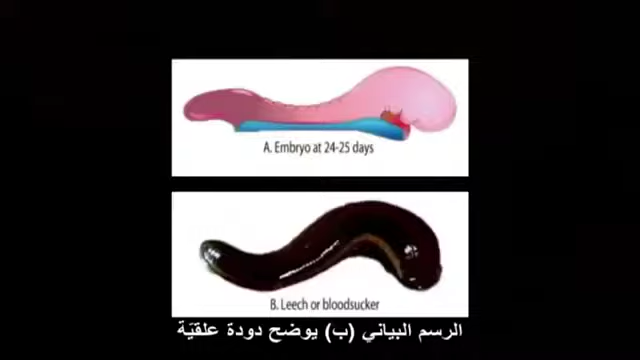 A. Embryo at 24-25 days
B. Leech or bloodsucker
الرسم البياني (ب) يوضح دودة علقيّة